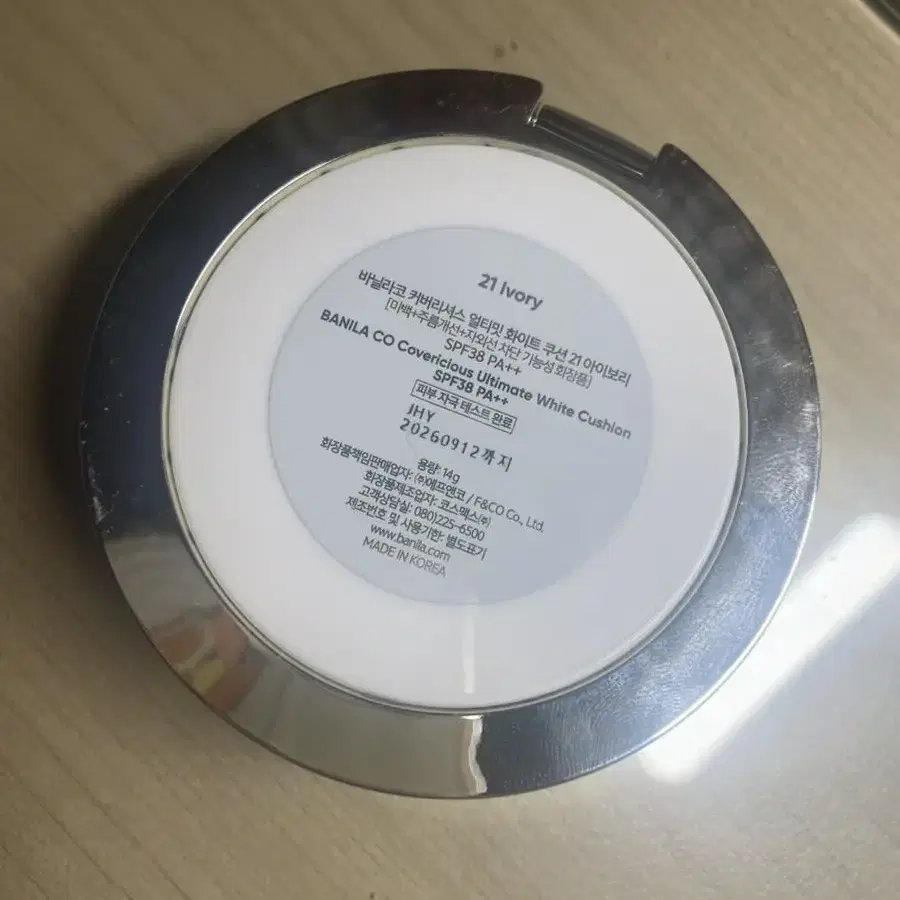 21 Ivory
바닐라코 커버리셔스 얼티밋 화이트 쿠션 21 아이보리
[미백+주름개선+자외선 차단 기능성 화장품]
SPF38 PA++
BANILA CO Covericious Ultimate White Cushion
SPF38 PA++
피부 자극 테스트 완료
JHY
20260912까지
용량: 14g
화장품책임판매업자: ㈜에프앤코 / F&CO Co., Ltd.
화장품제조업자: 코스맥스㈜
고객상담실: 080)225-6500
제조번호 및 사용기한: 별도표기
www.banila.com
MADE IN KOREA